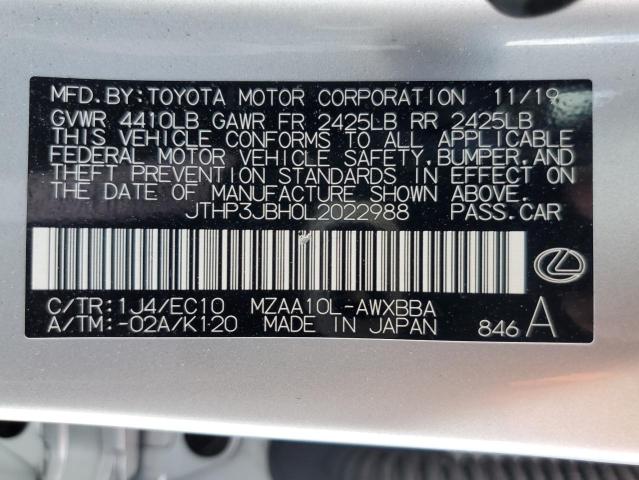 MFD.BY:TOYOTA MOTOR CORPORATION 11/19
GVWR 4410LB GAWR FR 2425LB RR 2425LB
THIS VEHICLE CONFORMS TO ALL APPLICABLE
FEDERAL MOTOR VEHICLE SAFETY,BUMPER,AND
THEFT PREVENTION STANDARDS IN EFFECT ON
THE DATE OF MANUFACTURE SHOWN ABOVE.
JTHP3JBH0L2022988 PASS.CAR
C/TR:1J4/EC10 MZAA10L-AWXBBA
A/TM:-02A/K120 MADE IN JAPAN 846 A